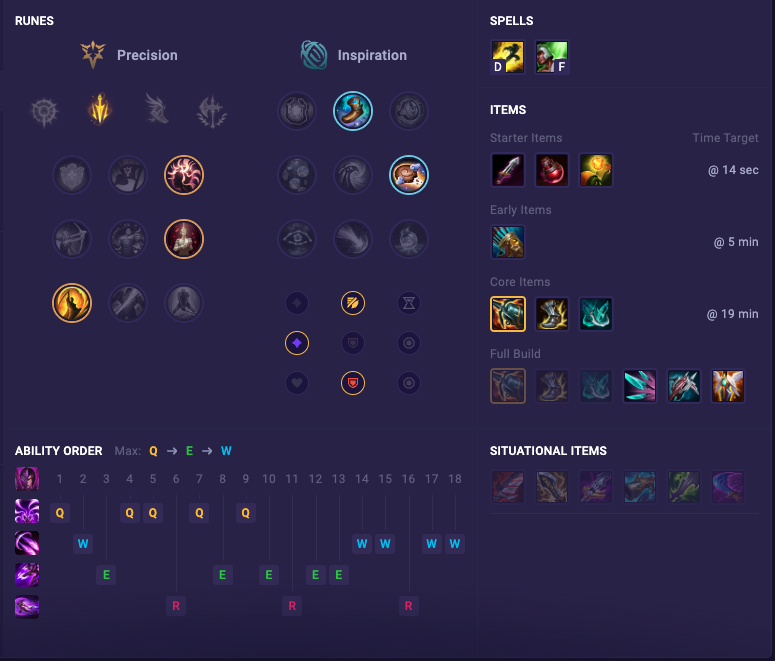 RUNES
Precision
Inspiration
SPELLS
D F
ITEMS
Starter Items Time Target
@ 14 sec
Early Items
@ 5 min
Core Items
@ 19 min
Full Build
ABILITY ORDER Max: Q → E → W
1 2 3 4 5 6 7 8 9 10 11 12 13 14 15 16 17 18
Q Q Q Q Q
W W W W W
E E E E E
R R R
SITUATIONAL ITEMS